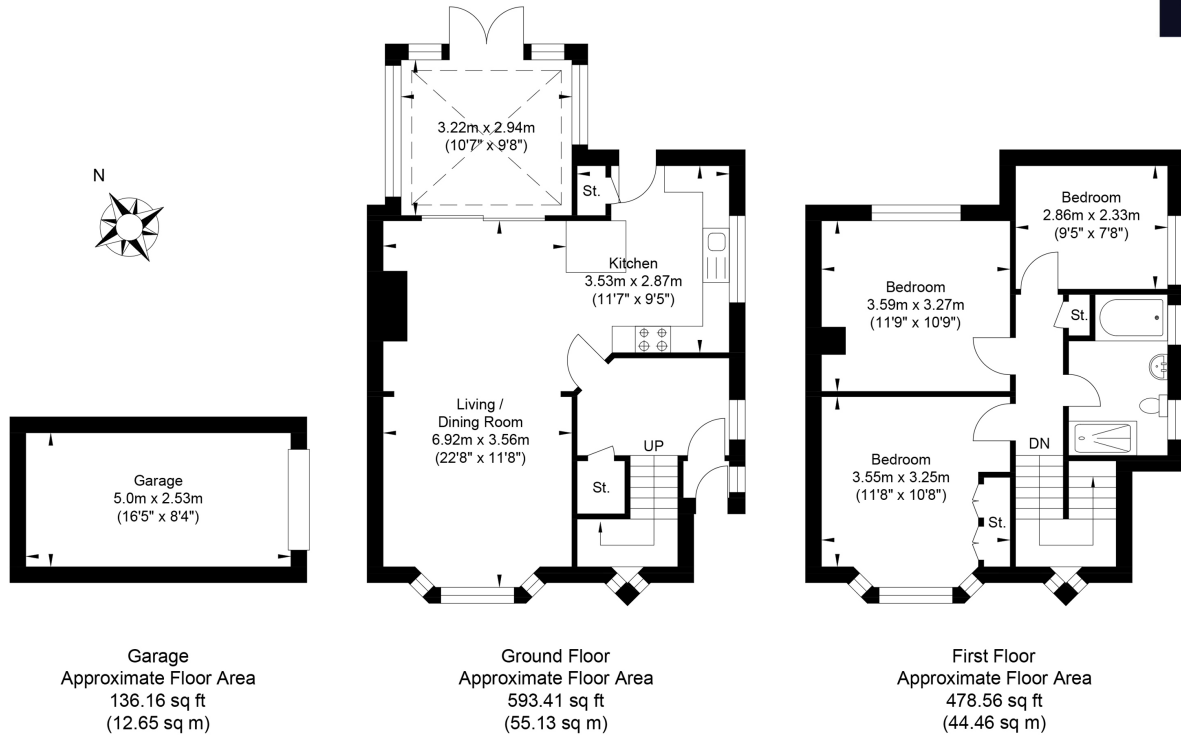 N
Garage
5.0m x 2.53m
(16'5" x 8'4")
3.22m x 2.94m
(10'7" x 9'8")
St.
Kitchen
3.53m x 2.87m
(11'7" x 9'5")
Living /
Dining Room
6.92m x 3.56m
(22'8" x 11'8")
UP
St.
Bedroom
2.86m x 2.33m
(9'5" x 7'8")
Bedroom
3.59m x 3.27m
(11'9" x 10'9")
St.
Bedroom
3.55m x 3.25m
(11'8" x 10'8")
DN
St.
Garage
Approximate Floor Area
136.16 sq ft
(12.65 sq m)
Ground Floor
Approximate Floor Area
593.41 sq ft
(55.13 sq m)
First Floor
Approximate Floor Area
478.56 sq ft
(44.46 sq m)